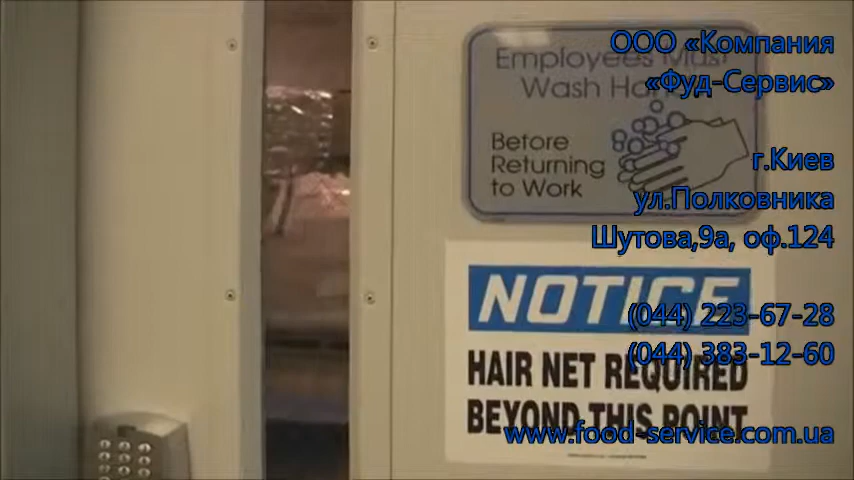 Employees Must
Wash
Before
Returning
to Work
NOTICE
HAIR NET REQUIRED
BEYOND THIS POINT
ООО «Компания
«Фуд-Сервис»
г.Киев
ул.Полковника
Шутова,9а, оф.124
(044) 223-67-28
(044) 383-12-60
www.food-service.com.ua